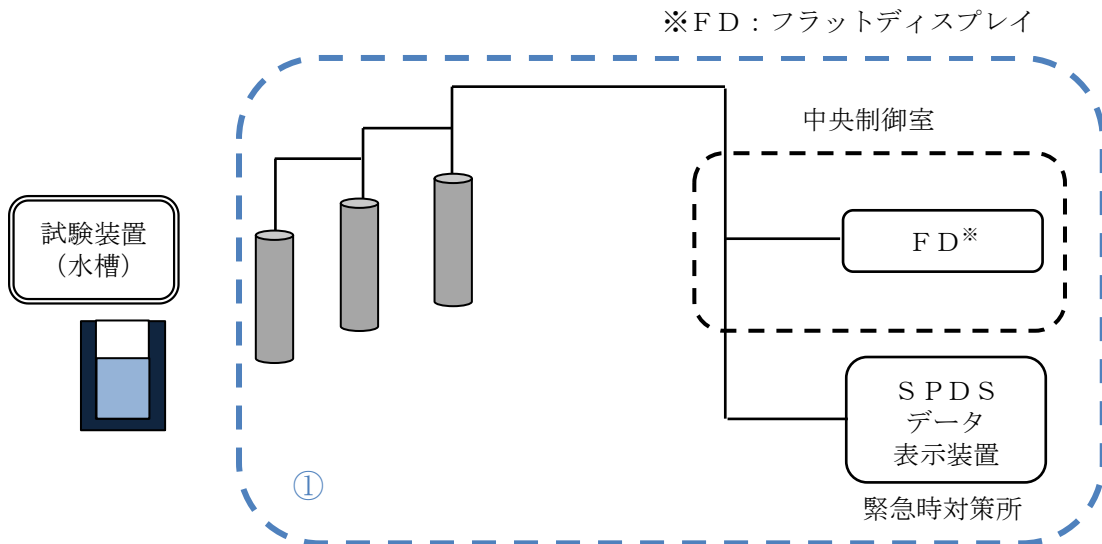 ※ＦＤ：フラットディスプレイ
中央制御室
試験装置
（水槽）
ＦＤ※
ＳＰＤＳ
データ
表示装置
①
緊急時対策所